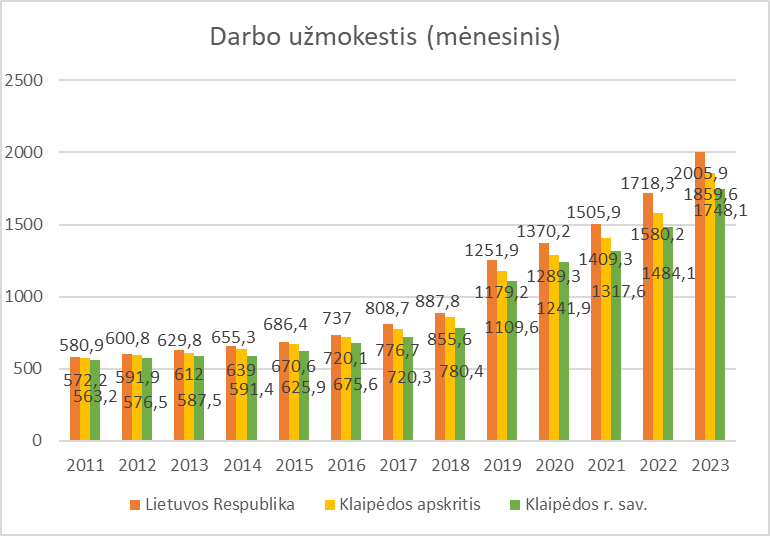 Darbo užmokestis (mėnesinis)
2500
2000
1500
1000
500
0
580,9 600,8 629,8 655,3 686,4 737 808,7 887,8 1251,9 1370,2 1505,9 1718,3 2005,9
572,2 591,9 612 639 670,6 720,1 776,7 855,6 1179,2 1289,3 1409,3 1580,2 1859,6
563,2 576,5 587,5 591,4 625,9 675,6 720,3 780,4 1109,6 1241,9 1317,6 1484,1 1748,1
2011 2012 2013 2014 2015 2016 2017 2018 2019 2020 2021 2022 2023
Lietuvos Respublika Klaipėdos apskritis Klaipėdos r. sav.